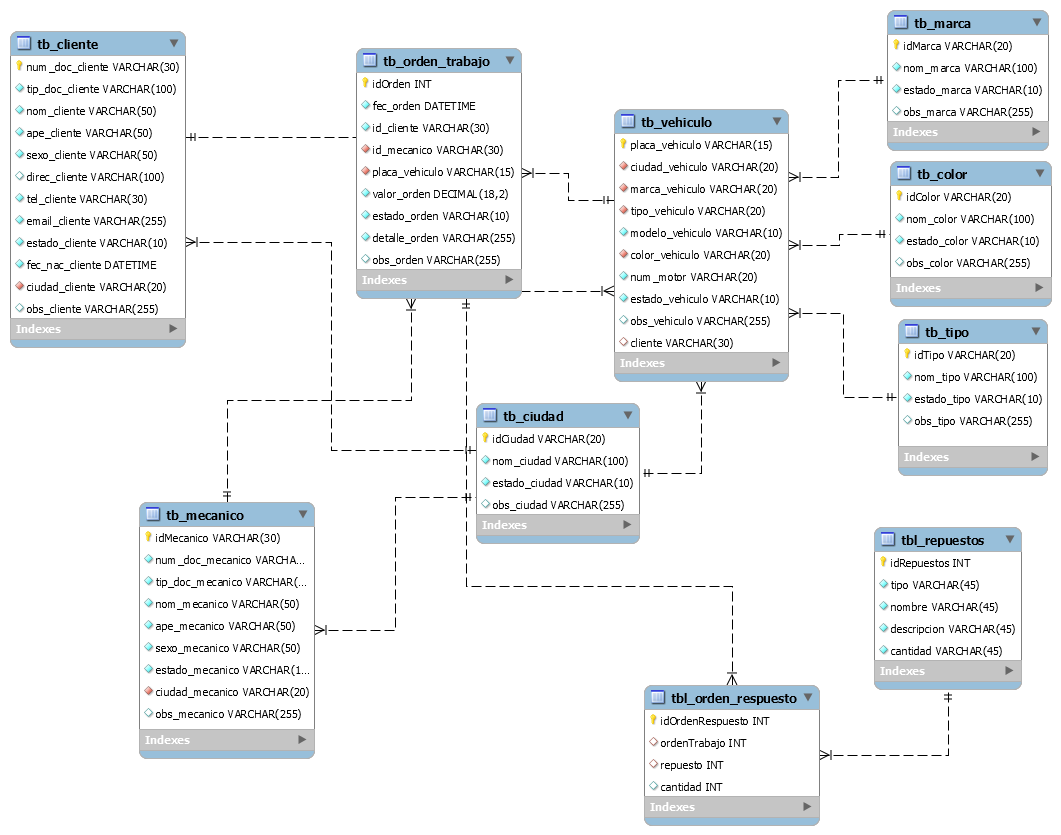 tb_cliente
num_doc_cliente VARCHAR(30)
tip_doc_cliente VARCHAR(100)
nom_cliente VARCHAR(50)
ape_cliente VARCHAR(50)
sexo_cliente VARCHAR(50)
direc_cliente VARCHAR(100)
tel_cliente VARCHAR(30)
email_cliente VARCHAR(255)
estado_cliente VARCHAR(10)
fec_nac_cliente DATETIME
ciudad_cliente VARCHAR(20)
obs_cliente VARCHAR(255)
Indexes
tb_orden_trabajo
idOrden INT
fec_orden DATETIME
id_cliente VARCHAR(30)
id_mecanico VARCHAR(30)
placa_vehiculo VARCHAR(15)
valor_orden DECIMAL(18,2)
estado_orden VARCHAR(10)
detalle_orden VARCHAR(255)
obs_orden VARCHAR(255)
Indexes
tb_vehiculo
placa_vehiculo VARCHAR(15)
ciudad_vehiculo VARCHAR(20)
marca_vehiculo VARCHAR(20)
tipo_vehiculo VARCHAR(20)
modelo_vehiculo VARCHAR(10)
color_vehiculo VARCHAR(20)
num_motor VARCHAR(20)
estado_vehiculo VARCHAR(10)
obs_vehiculo VARCHAR(255)
cliente VARCHAR(30)
Indexes
tb_marca
idMarca VARCHAR(20)
nom_marca VARCHAR(100)
estado_marca VARCHAR(10)
obs_marca VARCHAR(255)
Indexes
tb_color
idColor VARCHAR(20)
nom_color VARCHAR(100)
estado_color VARCHAR(10)
obs_color VARCHAR(255)
Indexes
tb_tipo
idTipo VARCHAR(20)
nom_tipo VARCHAR(100)
estado_tipo VARCHAR(10)
obs_tipo VARCHAR(255)
Indexes
tb_ciudad
idCiudad VARCHAR(20)
nom_ciudad VARCHAR(100)
estado_ciudad VARCHAR(10)
obs_ciudad VARCHAR(255)
Indexes
tb_mecanico
idMecanico VARCHAR(30)
num_doc_mecanico VARCHA...
tip_doc_mecanico VARCHAR(...
nom_mecanico VARCHAR(50)
ape_mecanico VARCHAR(50)
sexo_mecanico VARCHAR(50)
estado_mecanico VARCHAR(1...
ciudad_mecanico VARCHAR(20)
obs_mecanico VARCHAR(255)
Indexes
tbl_repuestos
idRepuestos INT
tipo VARCHAR(45)
nombre VARCHAR(45)
descripcion VARCHAR(45)
cantidad VARCHAR(45)
Indexes
tbl_orden_respuesto
idOrdenRespuesto INT
ordenTrabajo INT
repuesto INT
cantidad INT
Indexes